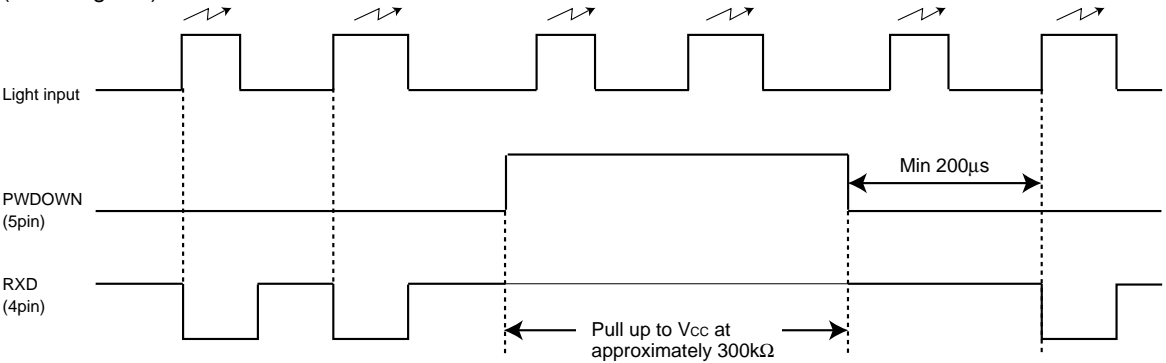 Light input
PWDOWN
(5pin)
Min 200μs
RXD
(4pin)
Pull up to Vcc at
approximately 300kΩ